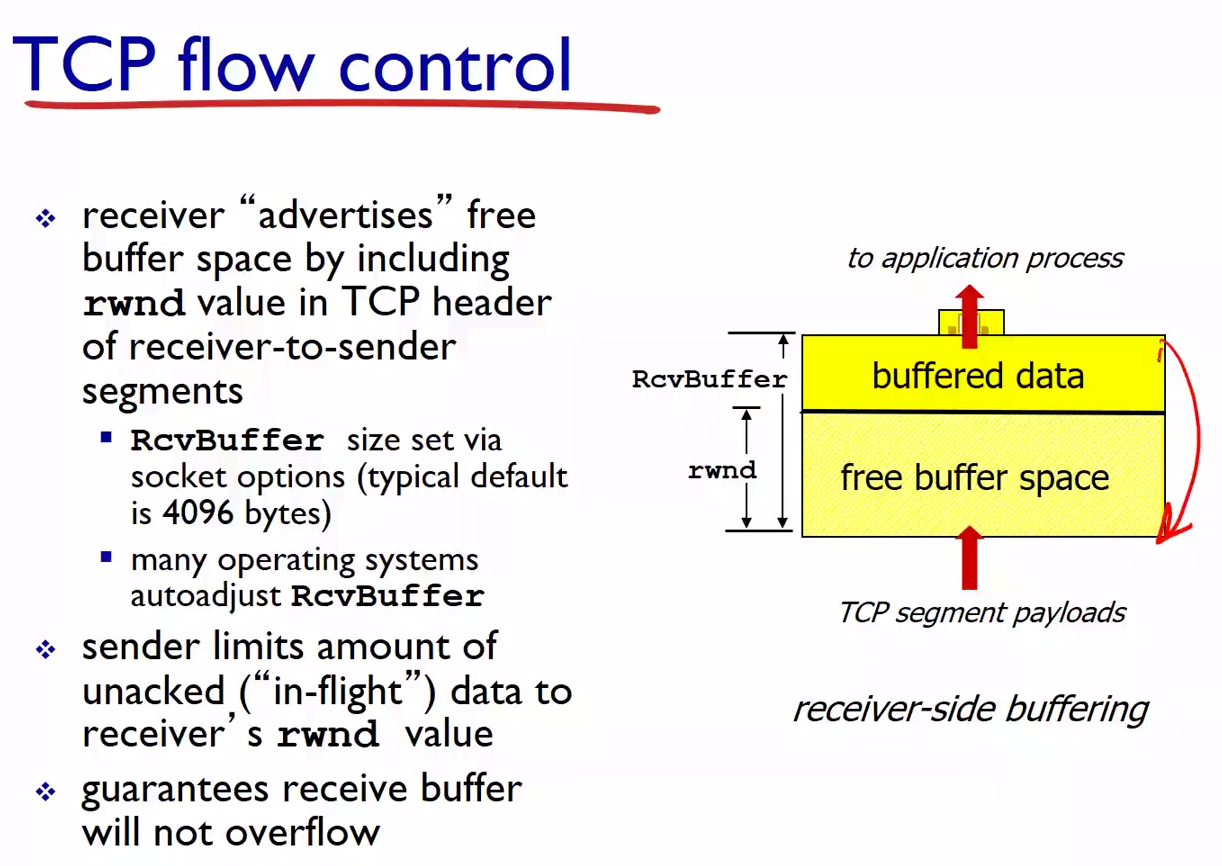 TCP flow control
receiver “advertises” free
buffer space by including
rwnd value in TCP header
of receiver-to-sender
segments
RcvBuffer size set via
socket options (typical default
is 4096 bytes)
many operating systems
autoadjust RcvBuffer
sender limits amount of
unacked (“in-flight”) data to
receiver’s rwnd value
guarantees receive buffer
will not overflow
to application process
RcvBuffer
buffered data
rwnd
free buffer space
TCP segment payloads
receiver-side buffering